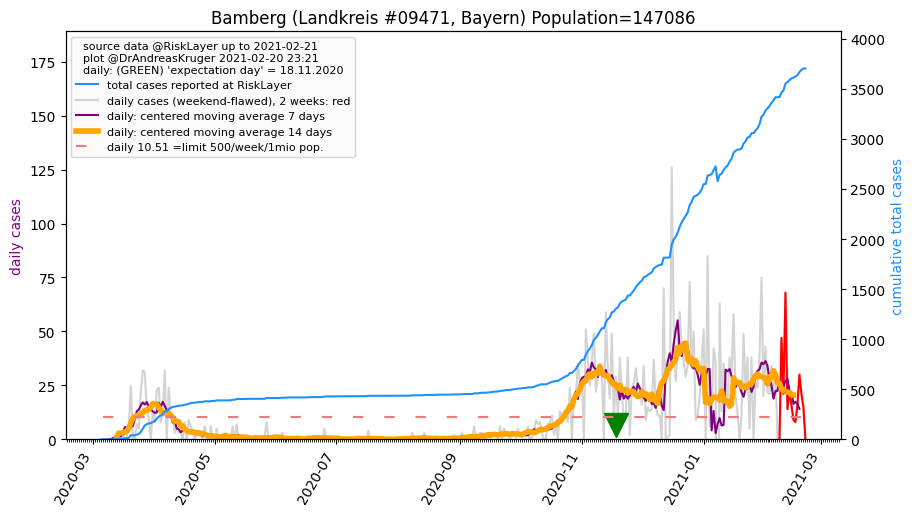 Bamberg (Landkreis #09471, Bayern) Population=147086
source data @RiskLayer up to 2021-02-21
plot @DrAndreasKruger 2021-02-20 23:21
daily: (GREEN) 'expectation day' = 18.11.2020
total cases reported at RiskLayer
daily cases (weekend-flawed), 2 weeks: red
daily: centered moving average 7 days
daily: centered moving average 14 days
daily 10.51 =limit 500/week/1mio pop.
daily cases
175
150
125
100
75
50
25
0
4000
3500
3000
2500
2000
1500
1000
500
0
cumulative total cases
2020-03
2020-05
2020-07
2020-09
2020-11
2021-01
2021-03